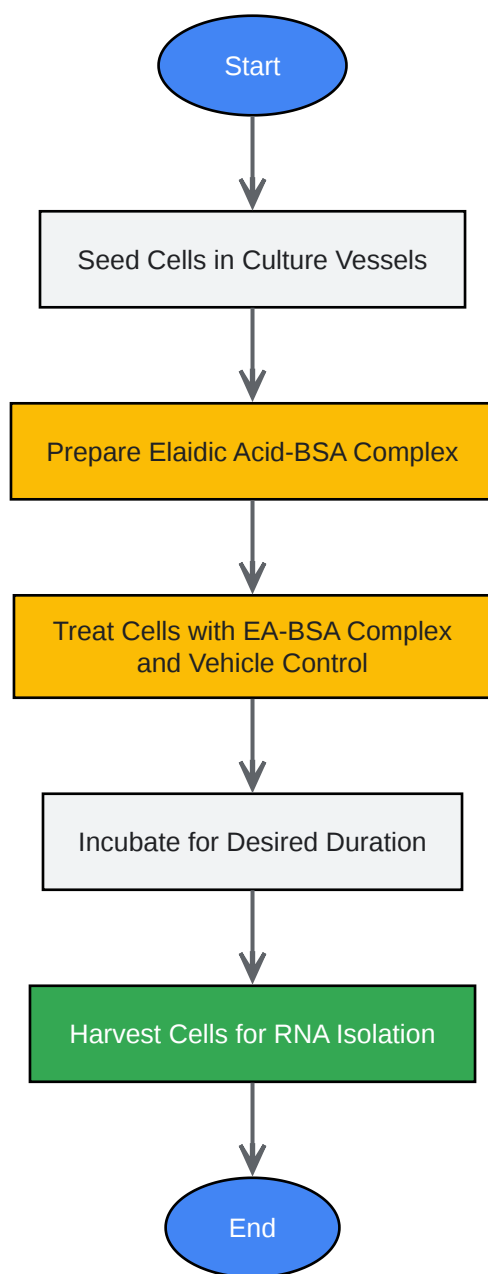 Start
Seed Cells in Culture Vessels
Prepare Elaidic Acid-BSA Complex
Treat Cells with EA-BSA Complex
and Vehicle Control
Incubate for Desired Duration
Harvest Cells for RNA Isolation
End